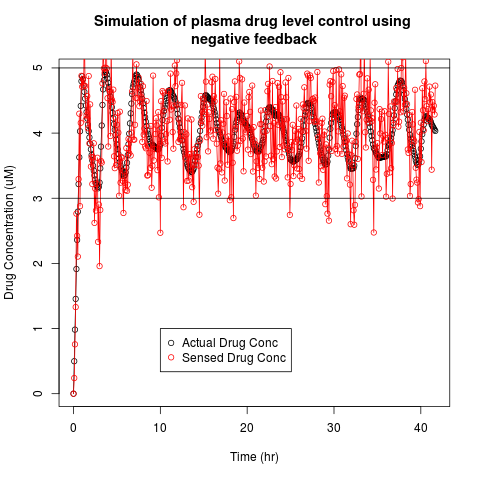 Simulation of plasma drug level control using
negative feedback
Drug Concentration (uM)
5
4
3
2
1
0
Actual Drug Conc
Sensed Drug Conc
0 10 20 30 40
Time (hr)